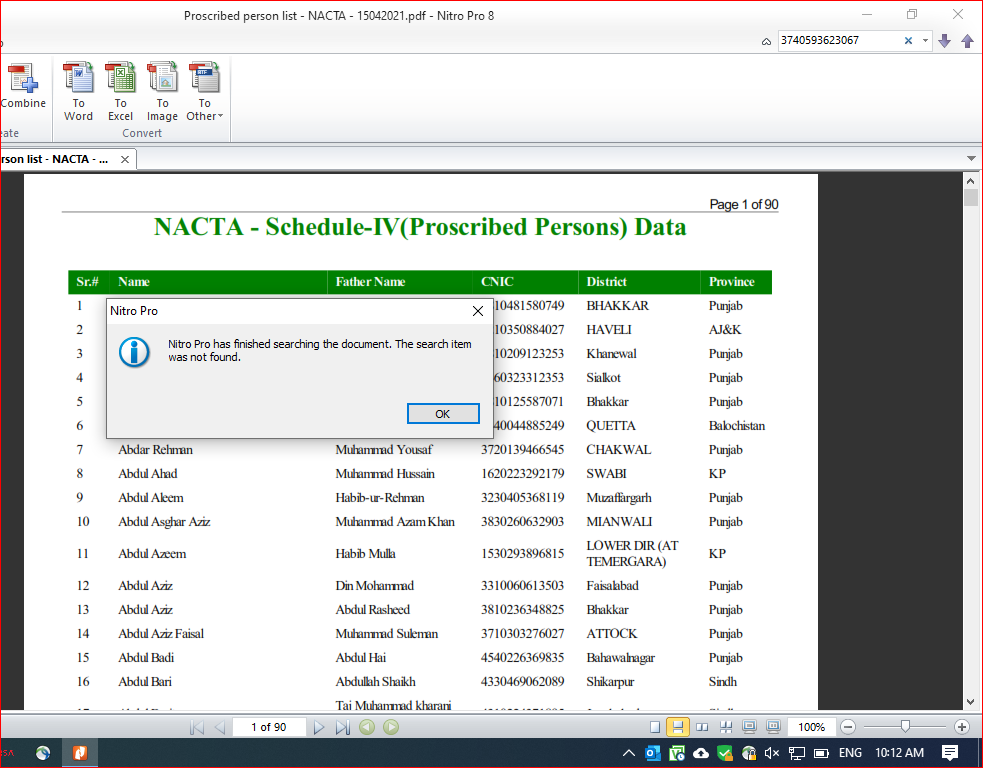 Proscribed person list - NACTA - 15042021.pdf - Nitro Pro 8
3740593623067
Combine
To Word
To Excel
To Image
To Other
eate
Convert
rson list - NACTA - ...
Page 1 of 90
NACTA - Schedule-IV(Proscribed Persons) Data
Sr.# Name Father Name CNIC District Province
1 10481580749 BHAKKAR Punjab
2 10350884027 HAVELI AJ&K
3 10209123253 Khanewal Punjab
4 60323312353 Sialkot Punjab
5 10125587071 Bhakkar Punjab
6 40044885249 QUETTA Balochistan
Nitro Pro
Nitro Pro has finished searching the document. The search item
was not found.
OK
7 Abdar Rehman Muhammad Yousaf 3720139466545 CHAKWAL Punjab
8 Abdul Ahad Muhammad Hussain 1620223292179 SWABI KP
9 Abdul Aleem Habib-ur-Rehman 3230405368119 Muzaffargarh Punjab
10 Abdul Asghar Aziz Muhammad Azam Khan 3830260632903 MIANWALI Punjab
11 Abdul Azeem Habib Mulla 1530293896815 LOWER DIR (AT
TEMERGARA) KP
12 Abdul Aziz Din Mohammad 3310060613503 Faisalabad Punjab
13 Abdul Aziz Abdul Rasheed 3810236348825 Bhakkar Punjab
14 Abdul Aziz Faisal Muhammad Suleman 3710303276027 ATTOCK Punjab
15 Abdul Badi Abdul Hai 4540226369835 Bahawalnagar Punjab
16 Abdul Bari Abdullah Shaikh 4330469062089 Shikarpur Sindh
Taj Muhammad kharani
1 of 90
100%
ENG 10:12 AM